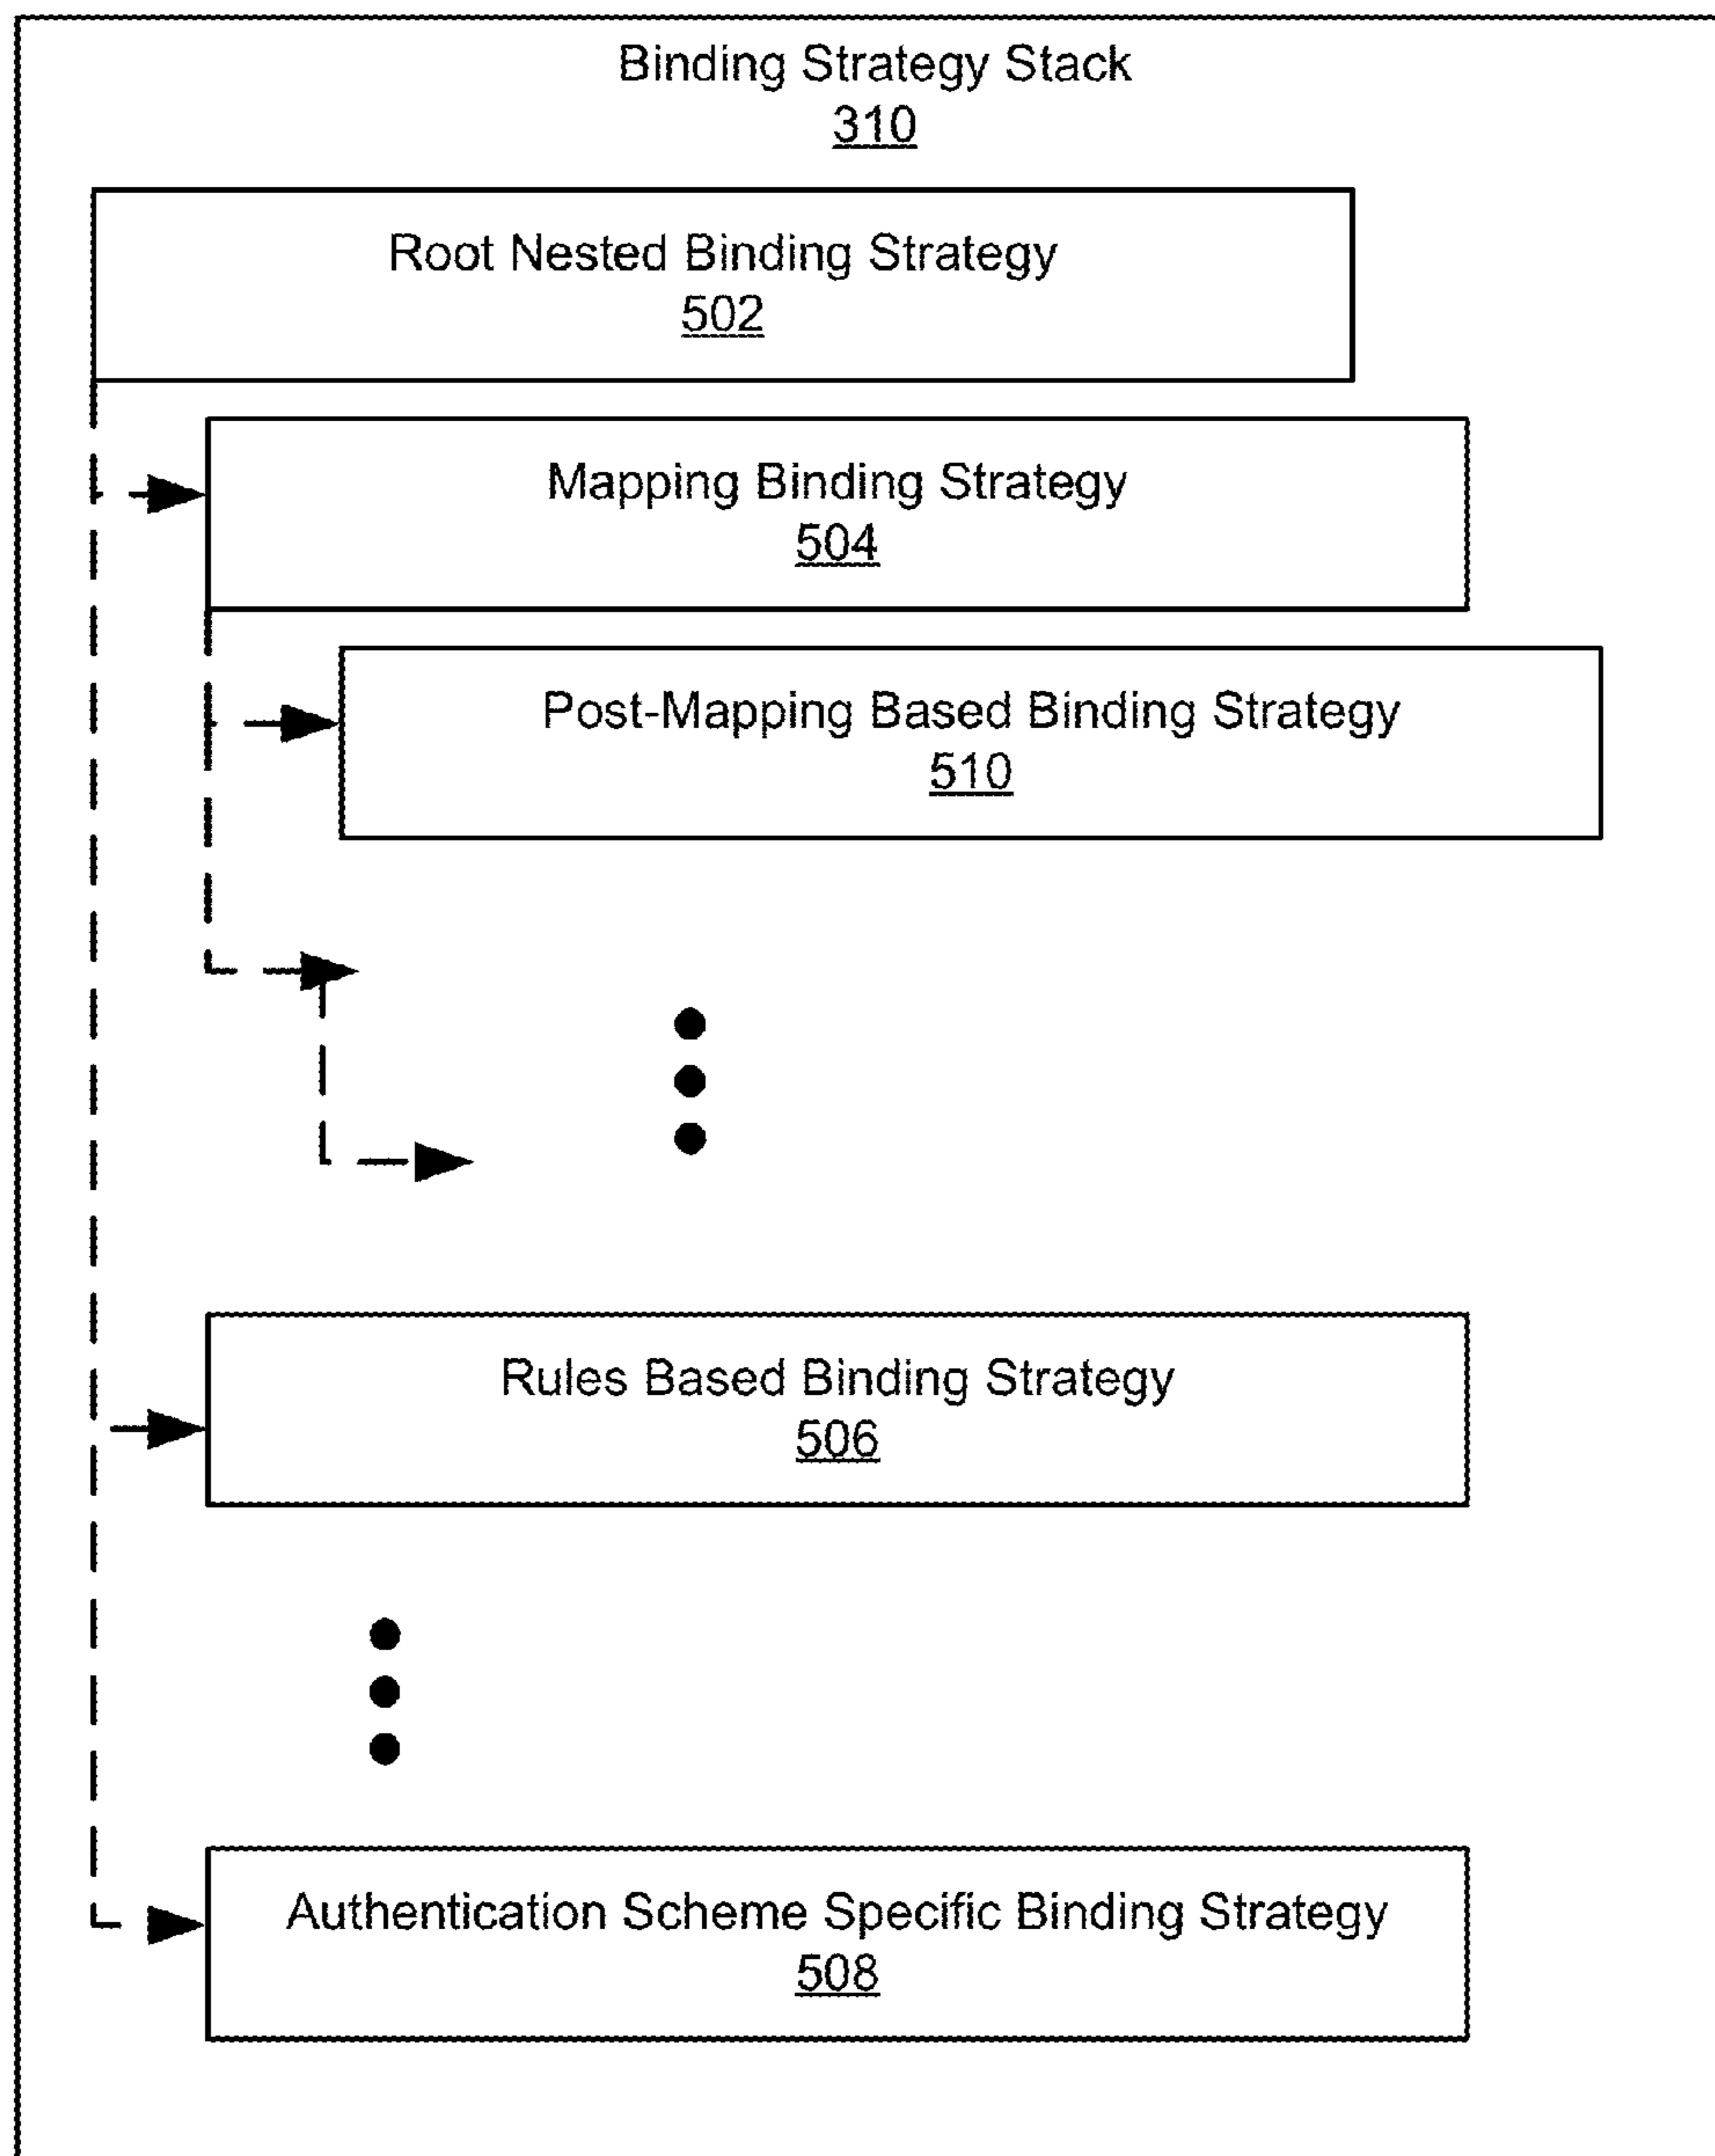 Binding Strategy Stack
310
Root Nested Binding Strategy
502
Mapping Binding Strategy
504
Post-Mapping Based Binding Strategy
510
Rules Based Binding Strategy
506
Authentication Scheme Specific Binding Strategy
508